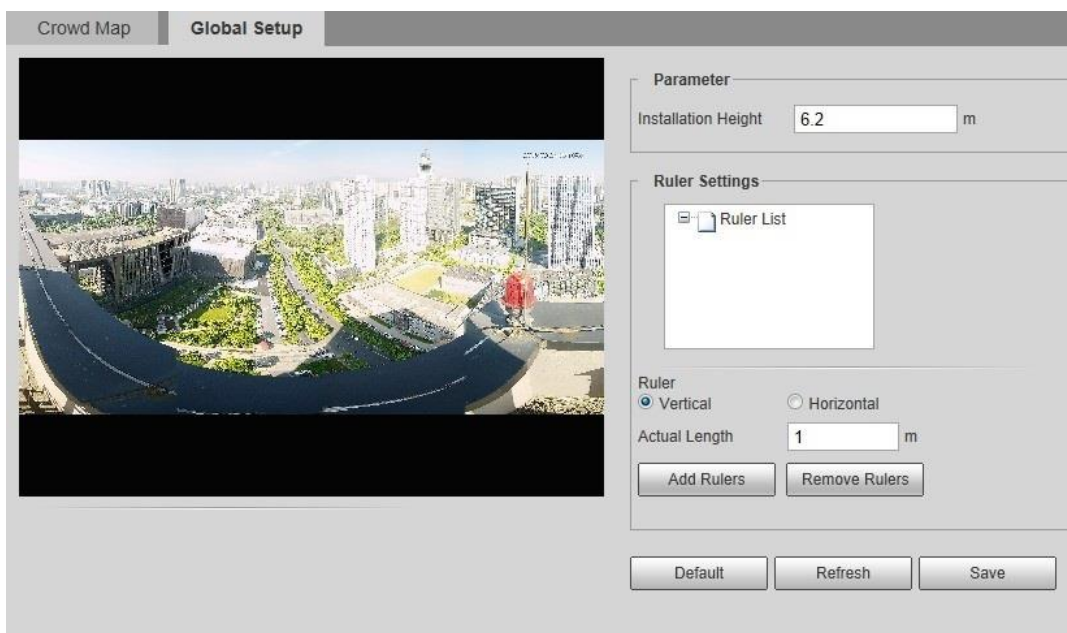 Crowd Map
Global Setup
Parameter
Installation Height 6.2 m
Ruler Settings
Ruler List
Ruler
Vertical Horizontal
Actual Length 1 m
Add Rulers Remove Rulers
Default Refresh Save